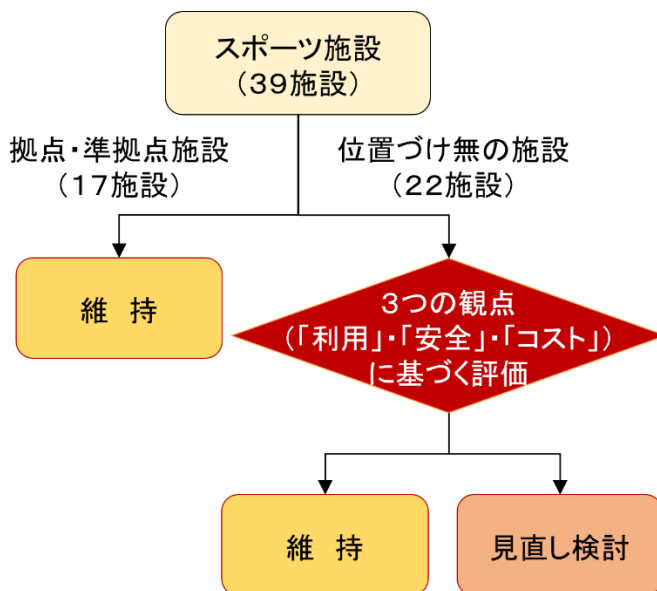 スポーツ施設
（３９施設）
拠点・準拠点施設
（１７施設）
位置づけ無の施設
（２２施設）
維　持
３つの観点
（「利用」・「安全」・「コスト」）
に基づく評価
維　持
見直し検討